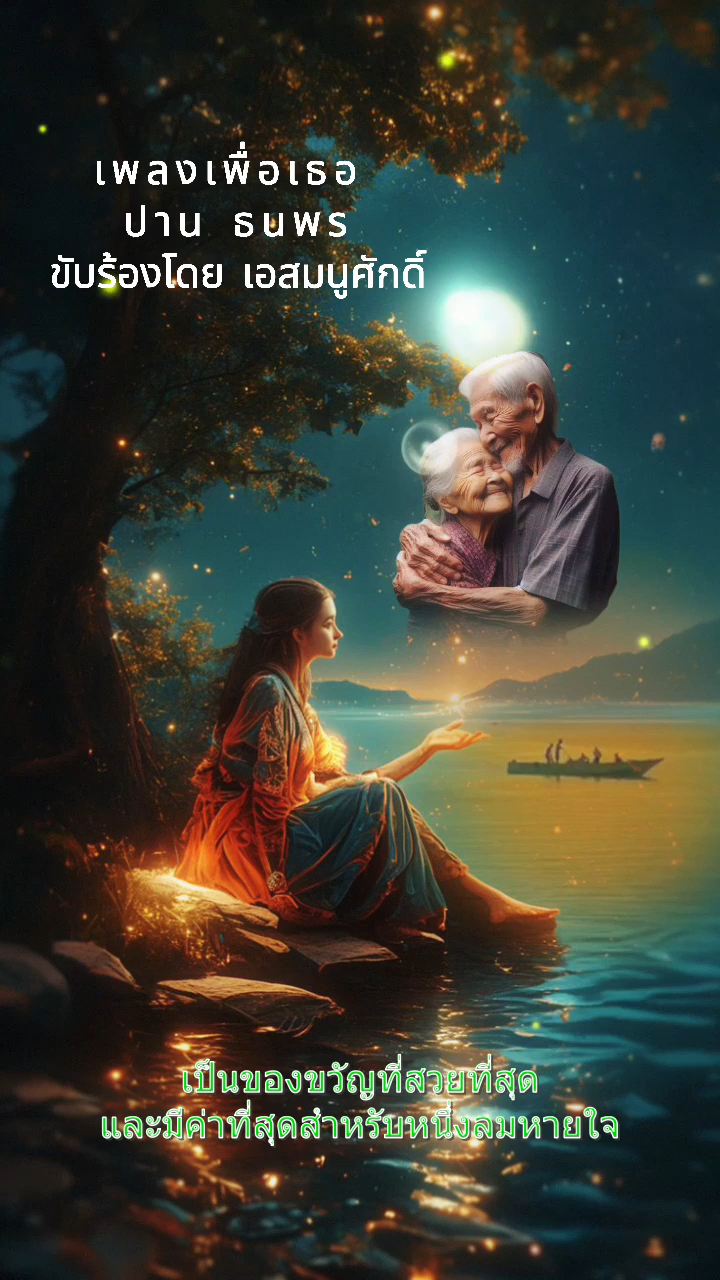 เพลงเพื่อเธอ
ปาน ธนพร
ขับร้องโดย เอสมนูศักดิ์
เป็นของขวัญที่สวยที่สุด
และมีค่าที่สุดสำหรับหนึ่งลมหายใจ